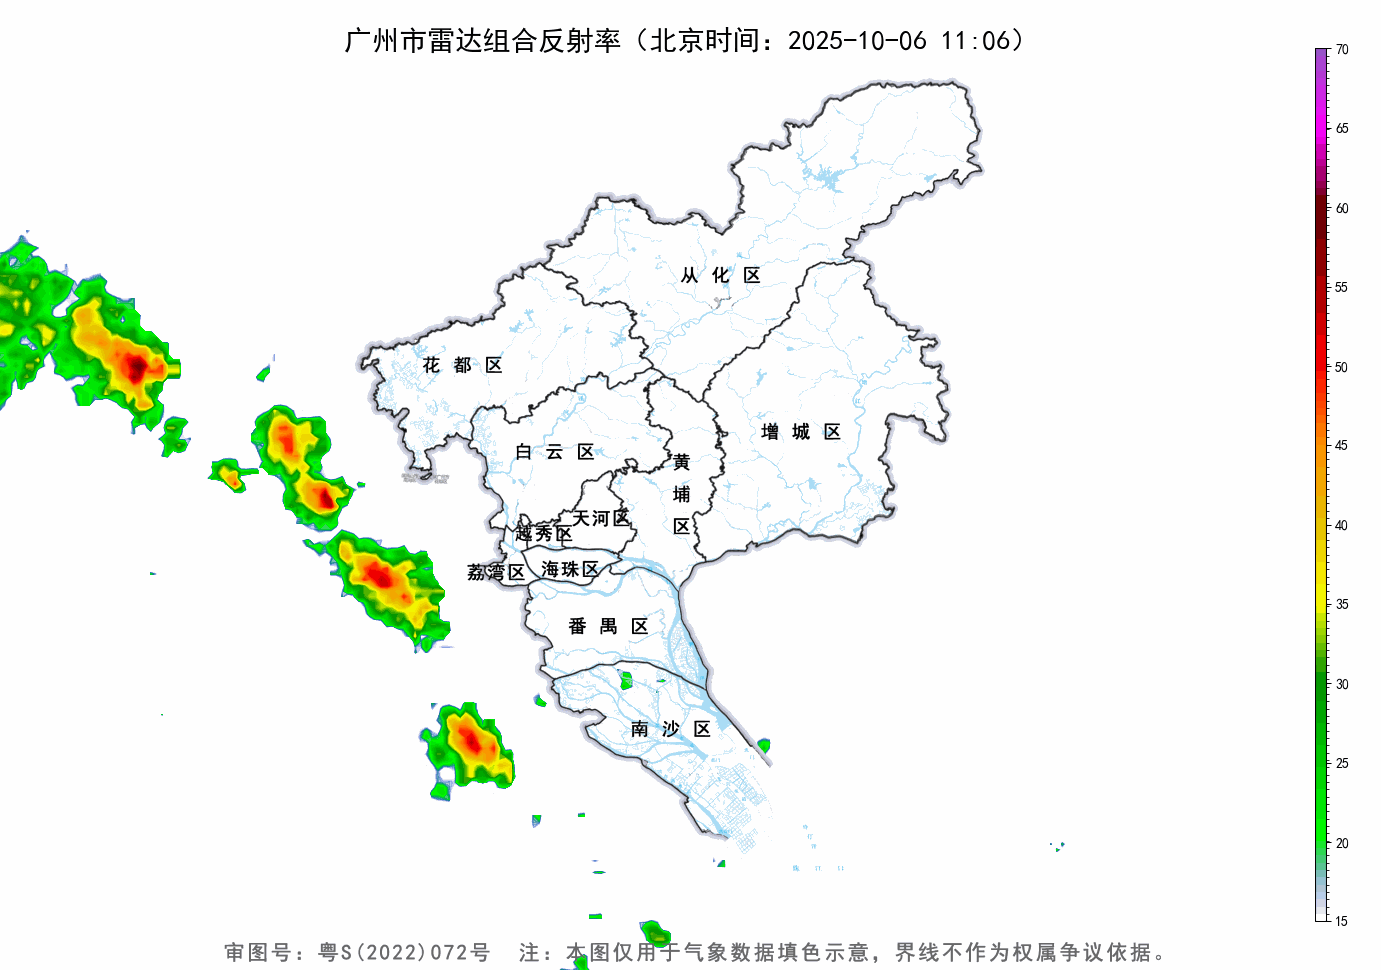 广州市雷达组合反射率（北京时间：2025-10-06 11:06）
70
65
60
55
50
45
40
35
30
25
20
15
从化区
花都区
增城区
白云区
黄埔区
天河区
越秀区
荔湾区
海珠区
番禺区
南沙区
审图号：粤S(2022)072号 注：本图仅用于气象数据填色示意，界线不作为权属争议依据。